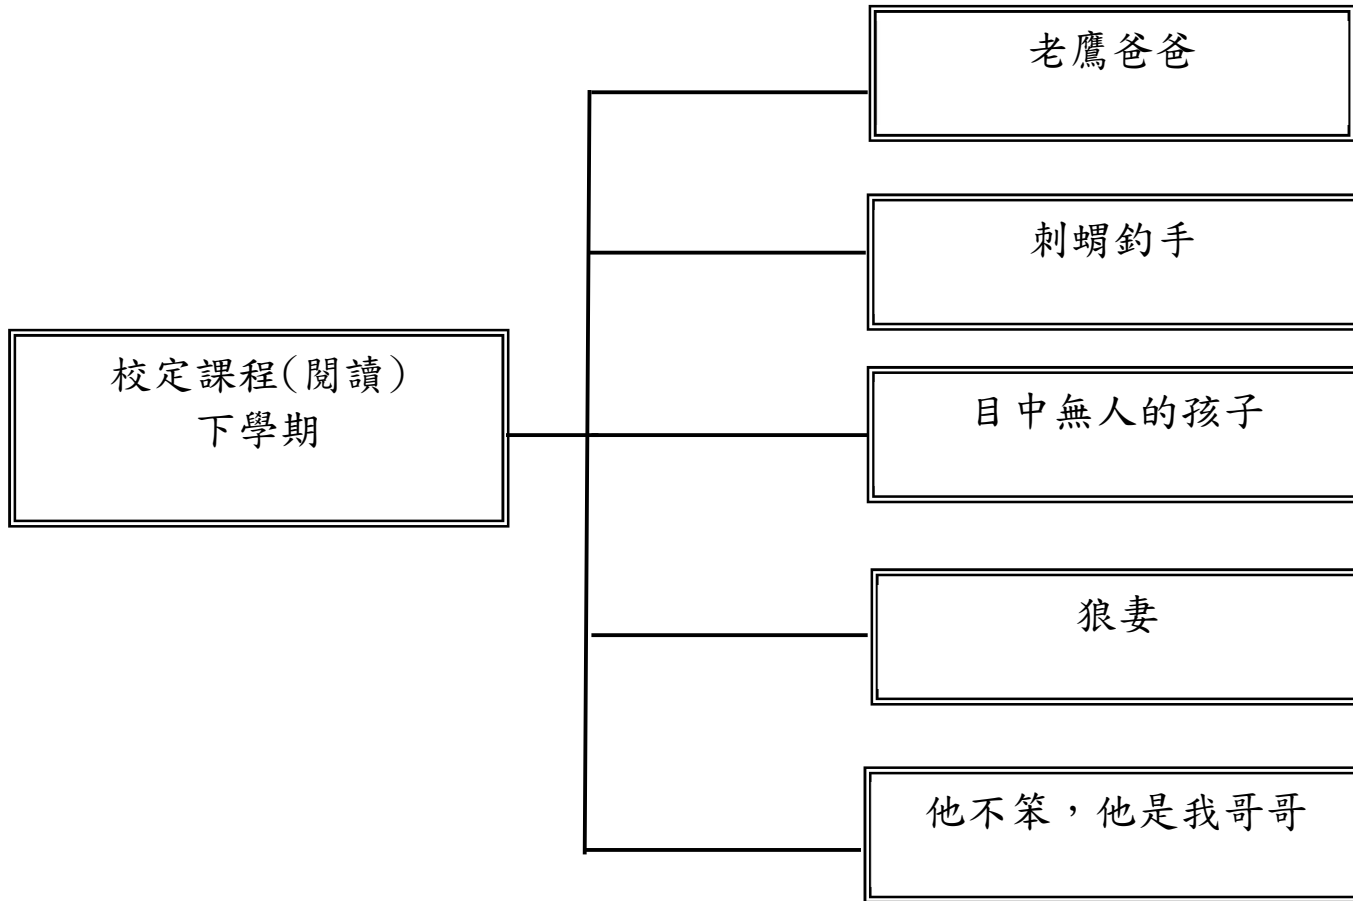 老鷹爸爸
刺蝟釣手
校定課程(閱讀)
下學期
目中無人的孩子
狼妻
他不笨，他是我哥哥